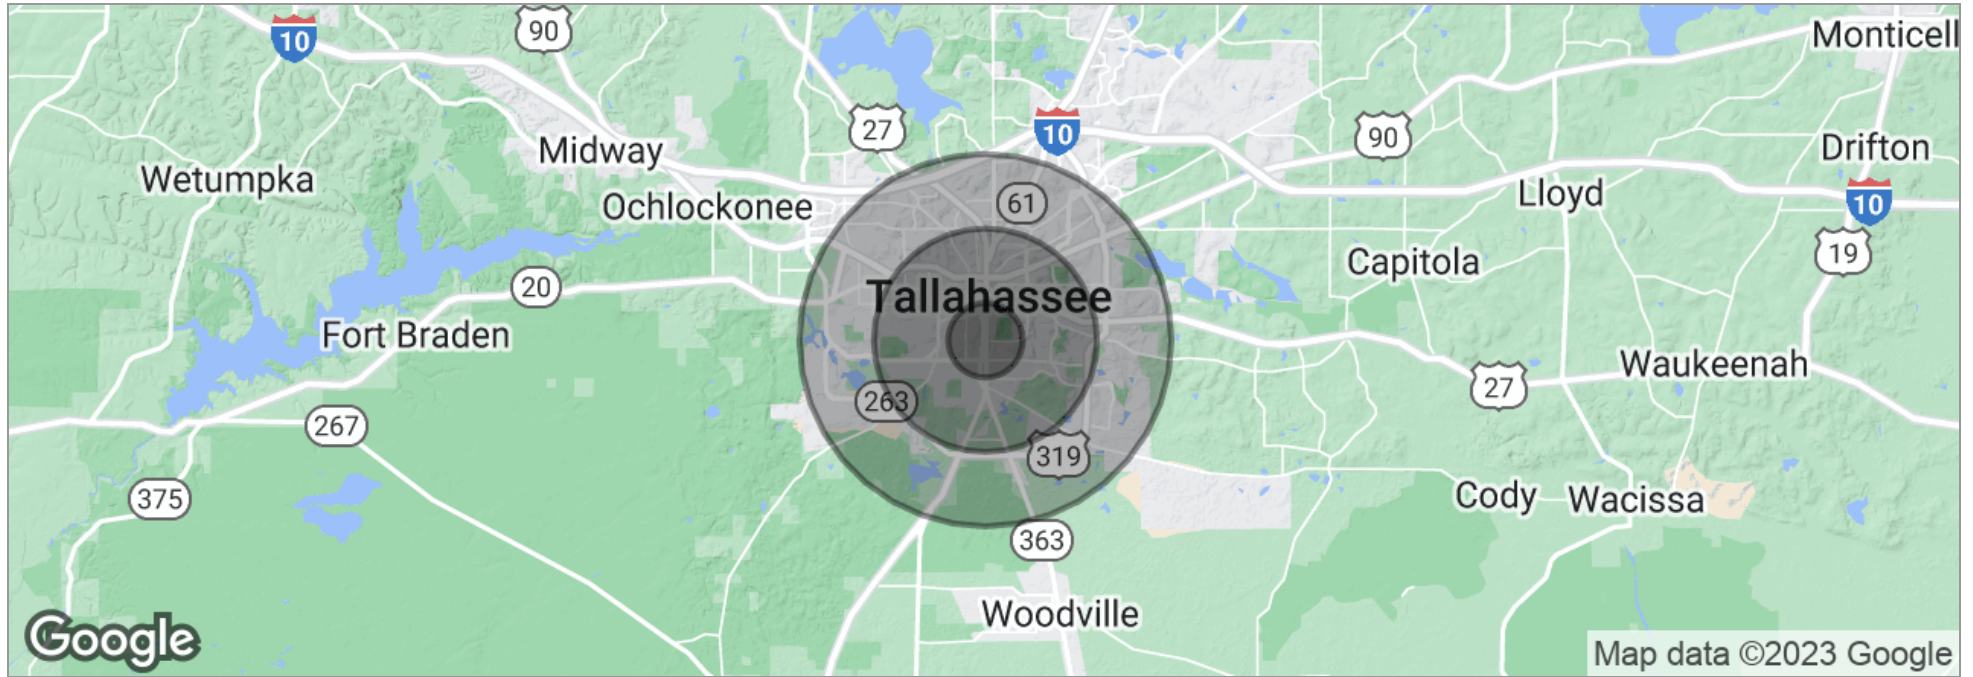 90
10
Monticell
27
10
90
Midway
Drifton
Wetumpka
Ochlockonee
61
Lloyd
10
19
Capitola
20
Tallahassee
Fort Braden
Waukeenah
27
263
267
319
375
Cody
Wacissa
363
Woodville
Google
Map data ©2023 Google